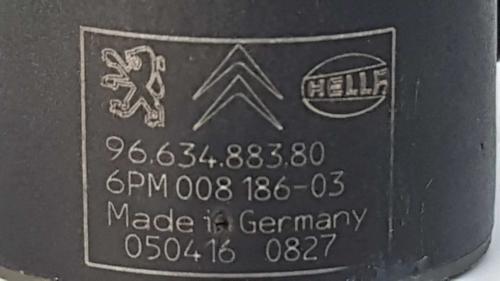 HELLA
96.634.883.80
6PM 008 186-03
Made in Germany
050416 0827